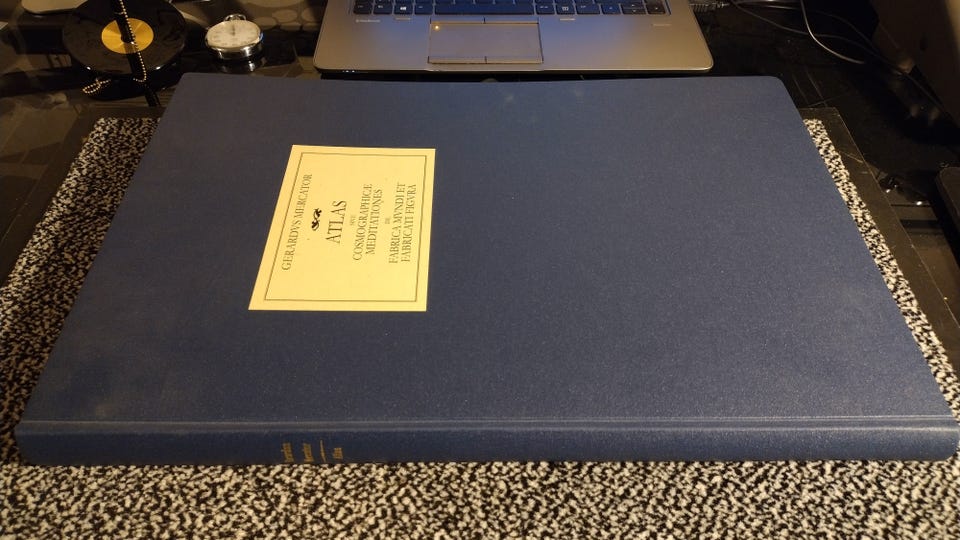 GERARDVS MERCATOR
ATLAS
SIVE
COSMOGRAPHICÆ
MEDITATIONES
DE
FABRICA MVNDI ET
FABRICATI FIGVRA